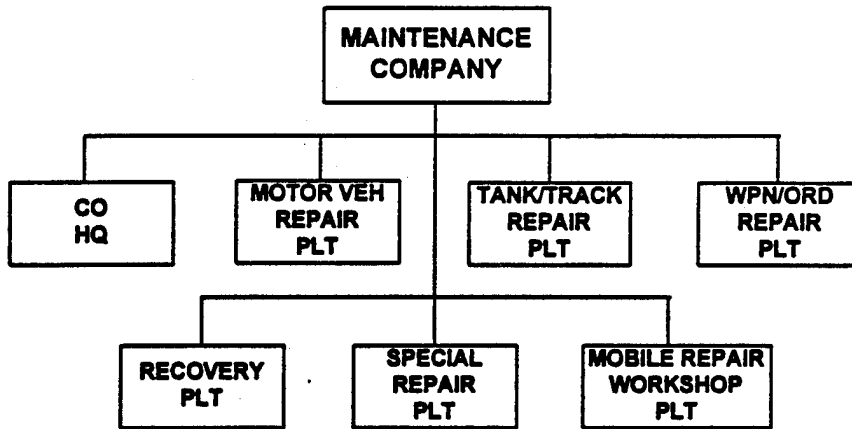 MAINTENANCE
COMPANY
CO
HQ
MOTOR VEH
REPAIR
PLT
TANK/TRACK
REPAIR
PLT
WPN/ORD
REPAIR
PLT
RECOVERY
PLT
SPECIAL
REPAIR
PLT
MOBILE REPAIR
WORKSHOP
PLT